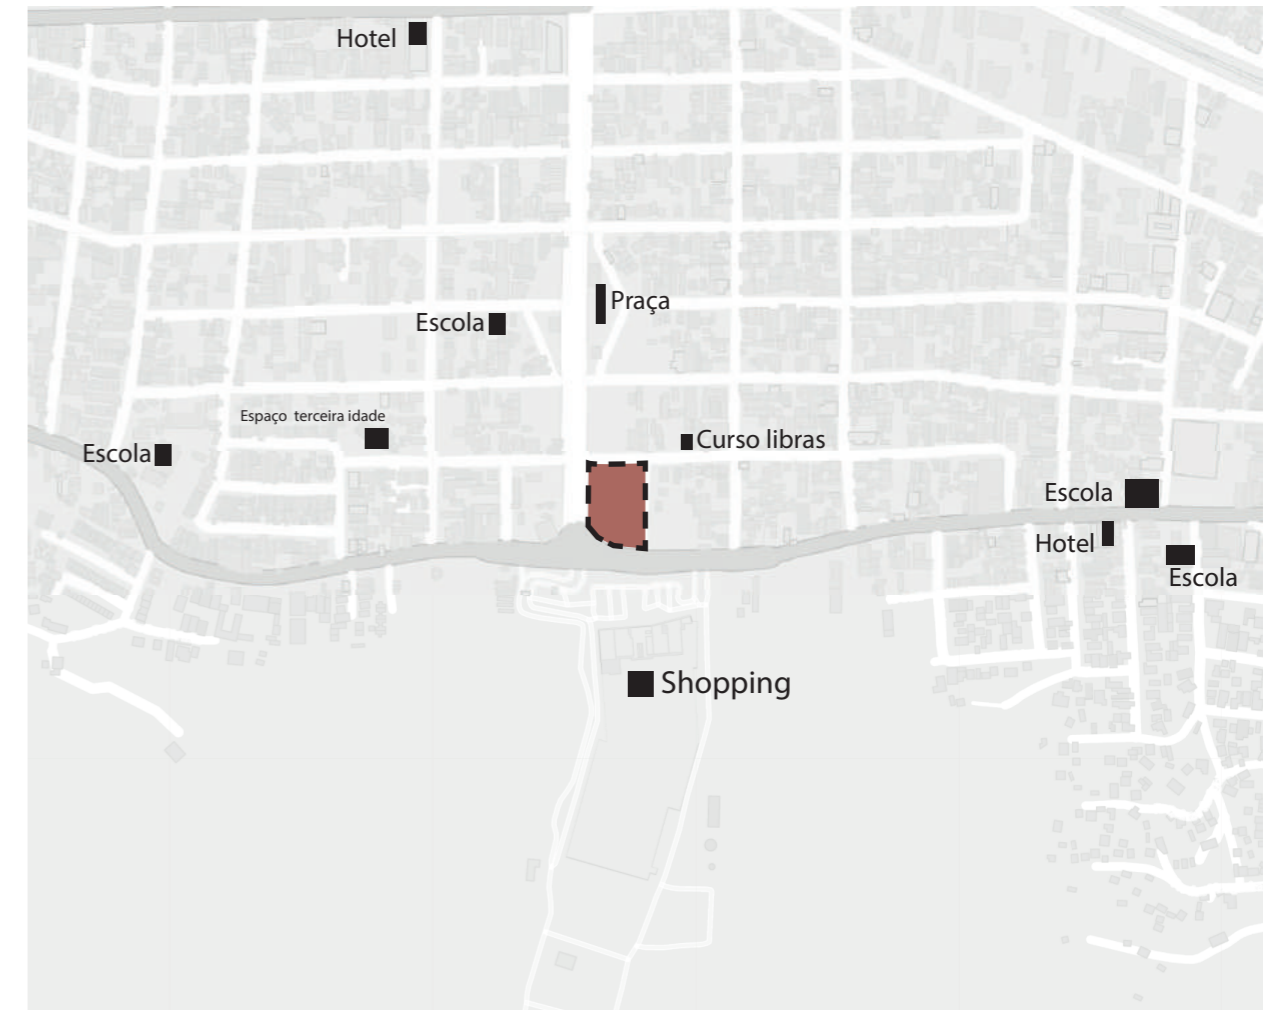 Hotel
Praça
Escola
Espaço terceira idade
Curso libras
Escola
Escola
Hotel
Escola
Shopping